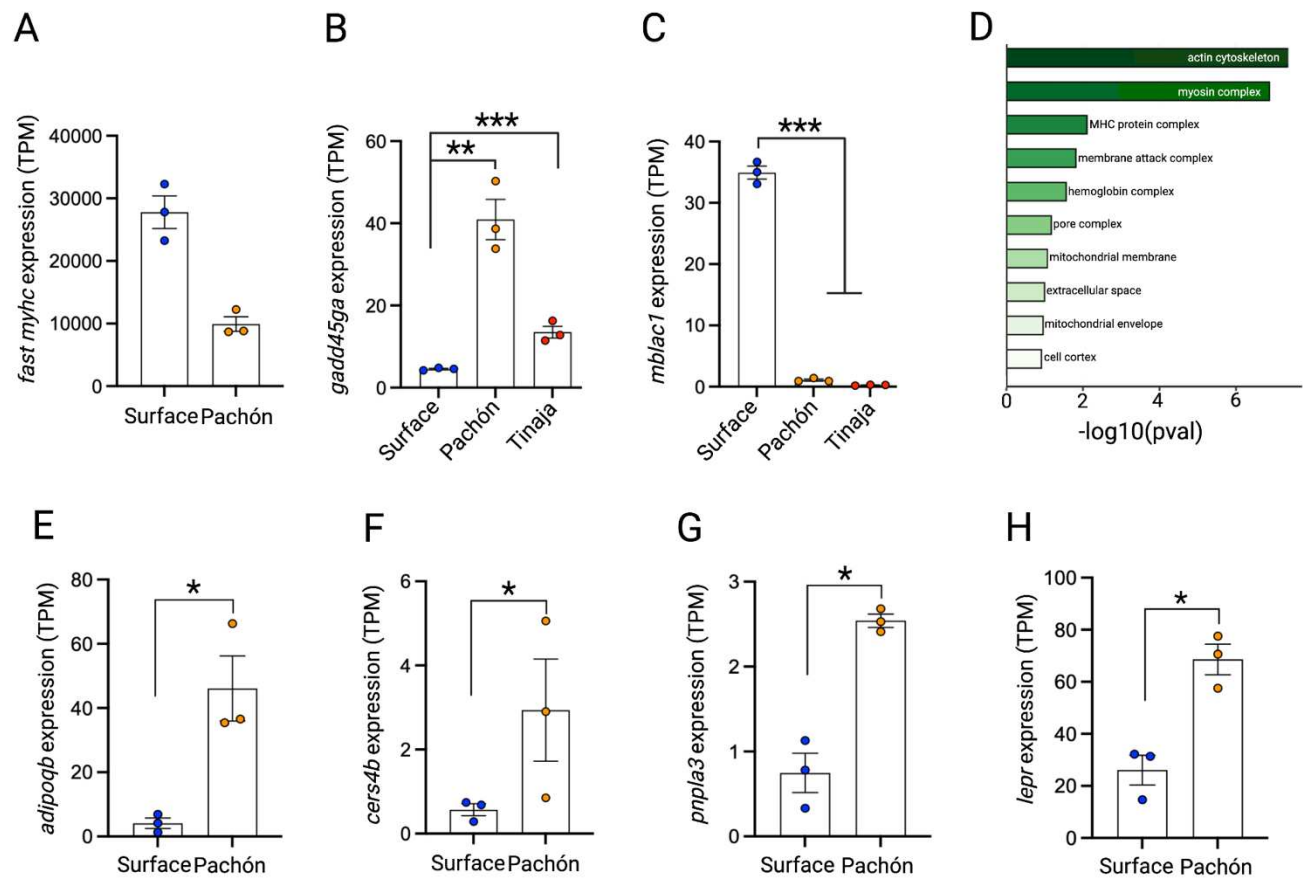 A
fast myhc expression (TPM)
40000
30000
20000
10000
0
Surface Pachón
B
gadd45ga expression (TPM)
60
40
20
0
***
**
Surface
Pachón
Tinaja
C
mblac1 expression (TPM)
40
30
20
10
0
***
Surface
Pachón
Tinaja
D
actin cytoskeleton
myosin complex
MHC protein complex
membrane attack complex
hemoglobin complex
pore complex
mitochondrial membrane
extracellular space
mitochondrial envelope
cell cortex
0 2 4 6
-log10(pval)
E
adipoqb expression (TPM)
80
60
40
20
0
*
Surface Pachón
F
cers4b expression (TPM)
6
4
2
0
*
Surface Pachón
G
pnpla3 expression (TPM)
3
2
1
0
*
Surface Pachón
H
lepr expression (TPM)
100
80
60
40
20
0
*
Surface Pachón